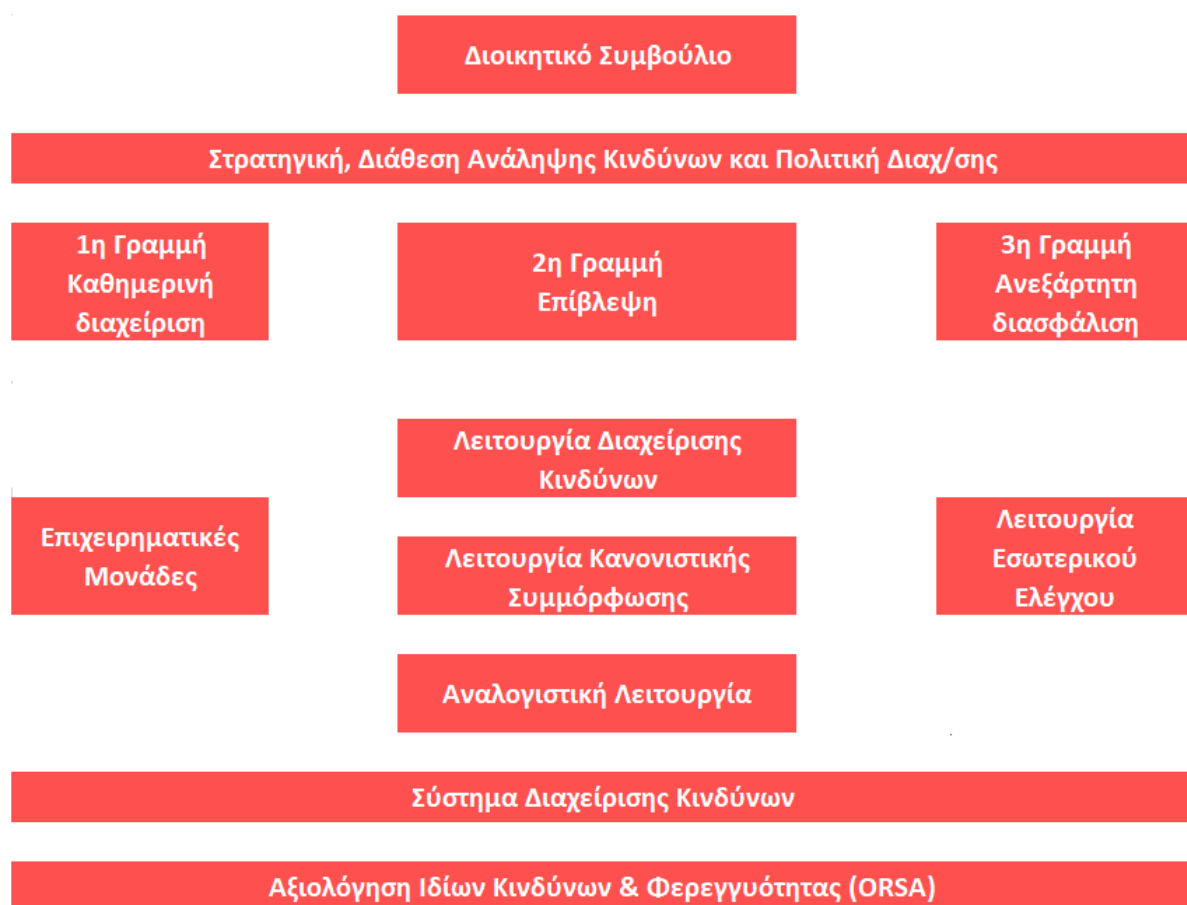 Διοικητικό Συμβούλιο
Στρατηγική, Διάθεση Ανάληψης Κινδύνων και Πολιτική Διαχ/σης
1η Γραμμή
Καθημερινή
διαχείριση
2η Γραμμή
Επίβλεψη
3η Γραμμή
Ανεξάρτητη
διασφάλιση
Επιχειρηματικές
Μονάδες
Λειτουργία Διαχείρισης
Κινδύνων
Λειτουργία Κανονιστικής
Συμμόρφωσης
Αναλογιστική Λειτουργία
Λειτουργία
Εσωτερικού
Ελέγχου
Σύστημα Διαχείρισης Κινδύνων
Αξιολόγηση Ιδίων Κινδύνων & Φερεγγυότητας (ORSA)